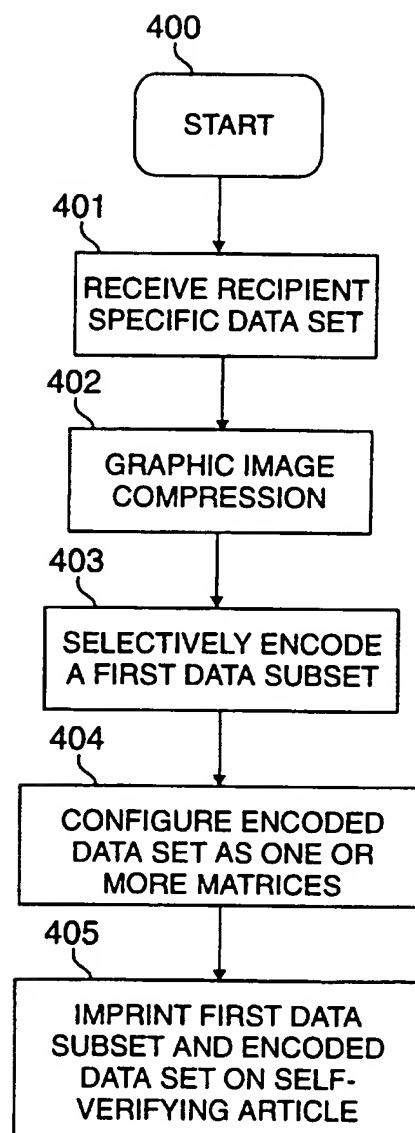 400
START
401
RECEIVE RECIPIENT
SPECIFIC DATA SET
402
GRAPHIC IMAGE
COMPRESSION
403
SELECTIVELY ENCODE
A FIRST DATA SUBSET
404
CONFIGURE ENCODED
DATA SET AS ONE OR
MORE MATRICES
405
IMPRINT FIRST DATA
SUBSET AND ENCODED
DATA SET ON SELF-
VERIFYING ARTICLE